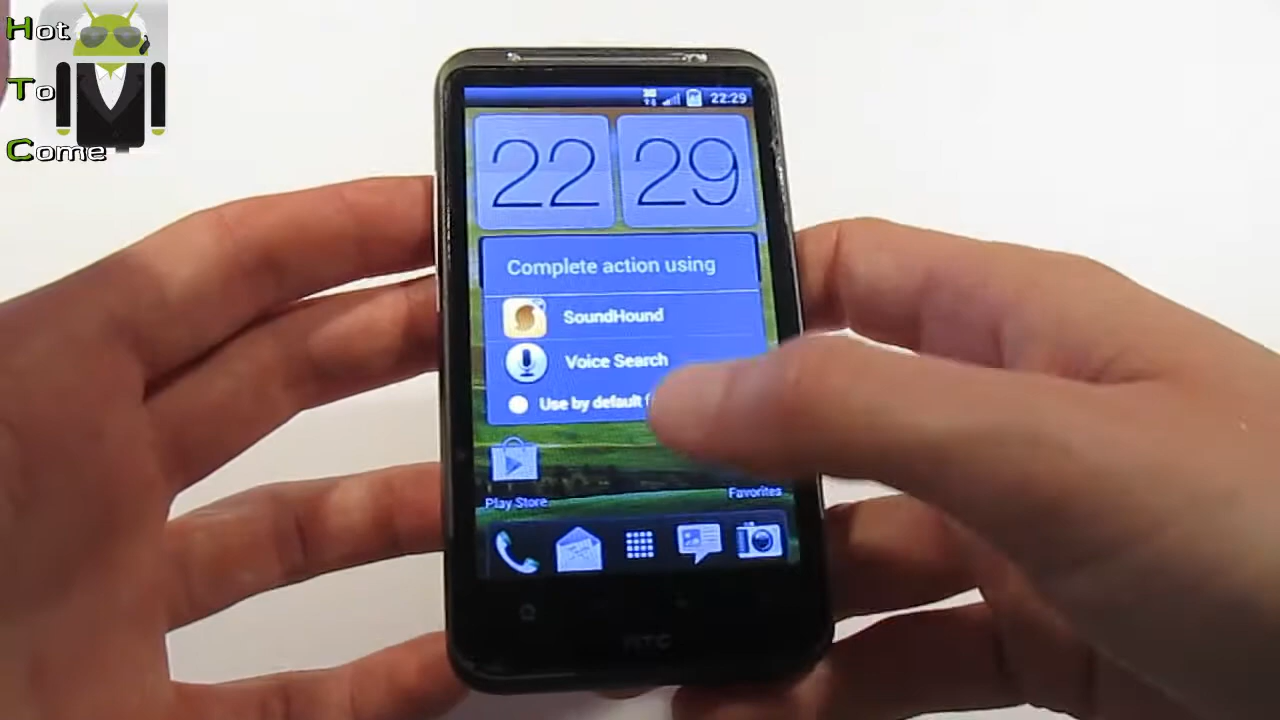 Hot
To
Come
22:29
22 29
Complete action using
SoundHound
Voice Search
Use by default
Play Store
Favorites
HTC